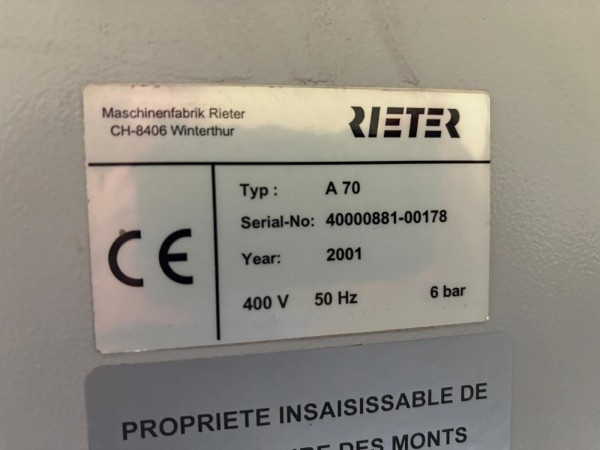 Maschinenfabrik Rieter
CH-8406 Winterthur
RIETER
CE
Typ : A 70
Serial-No: 40000881-00178
Year: 2001
400 V 50 Hz 6 bar
PROPRIETE INSAISISSABLE DE
DES MONTS